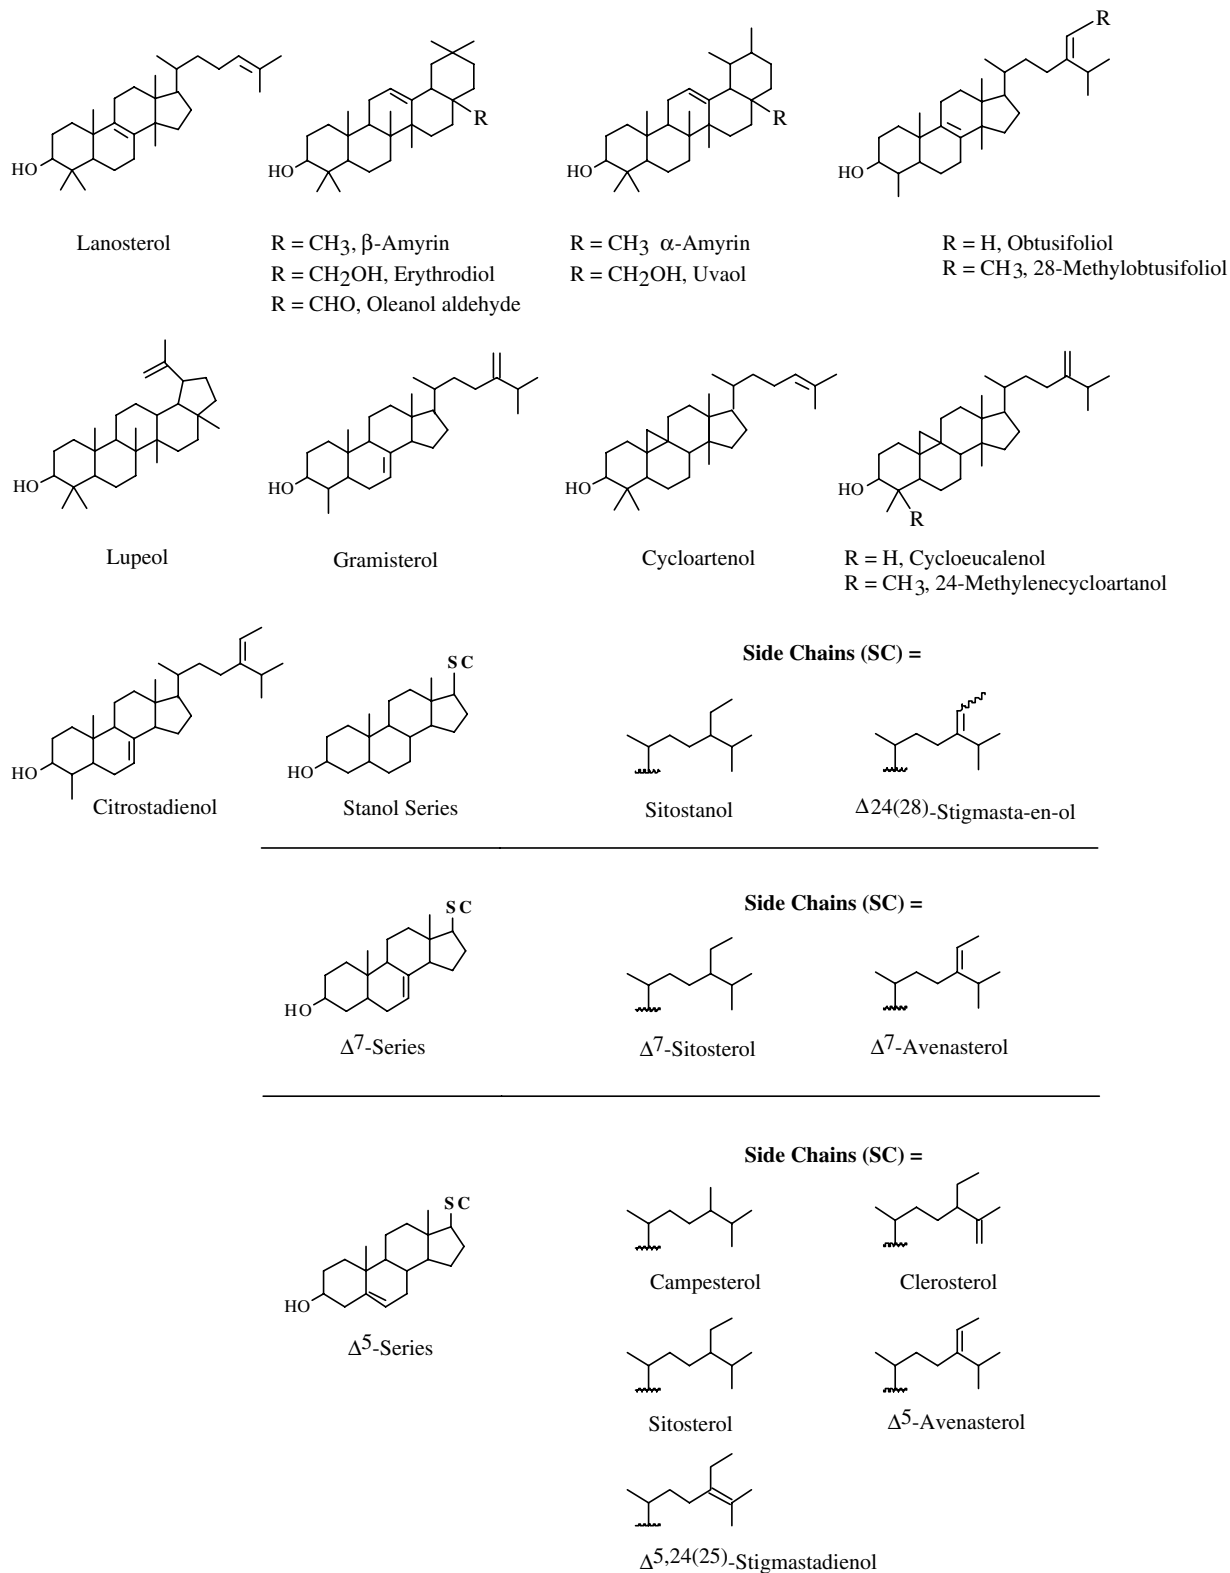 R
HO
Lanosterol
R
HO
R = CH3, β-Amyrin
R = CH2OH, Erythrodiol
R = CHO, Oleanol aldehyde
R
HO
R = CH3 α-Amyrin
R = CH2OH, Uvaol
HO
R = H, Obtusifoliol
R = CH3, 28-Methylobtusifoliol
HO
Lupeol
HO
Gramisterol
HO
Cycloartenol
HO
R
R = H, Cycloeucalenol
R = CH3, 24-Methylenecycloartanol
HO
Citrostadienol
SC
HO
Stanol Series
Side Chains (SC) =
Sitostanol
Δ24(28)-Stigmasta-en-ol
SC
HO
Δ7-Series
Side Chains (SC) =
Δ7-Sitosterol
Δ7-Avenasterol
SC
HO
Δ5-Series
Side Chains (SC) =
Campesterol
Clerosterol
Sitosterol
Δ5-Avenasterol
Δ5,24(25)-Stigmastadienol